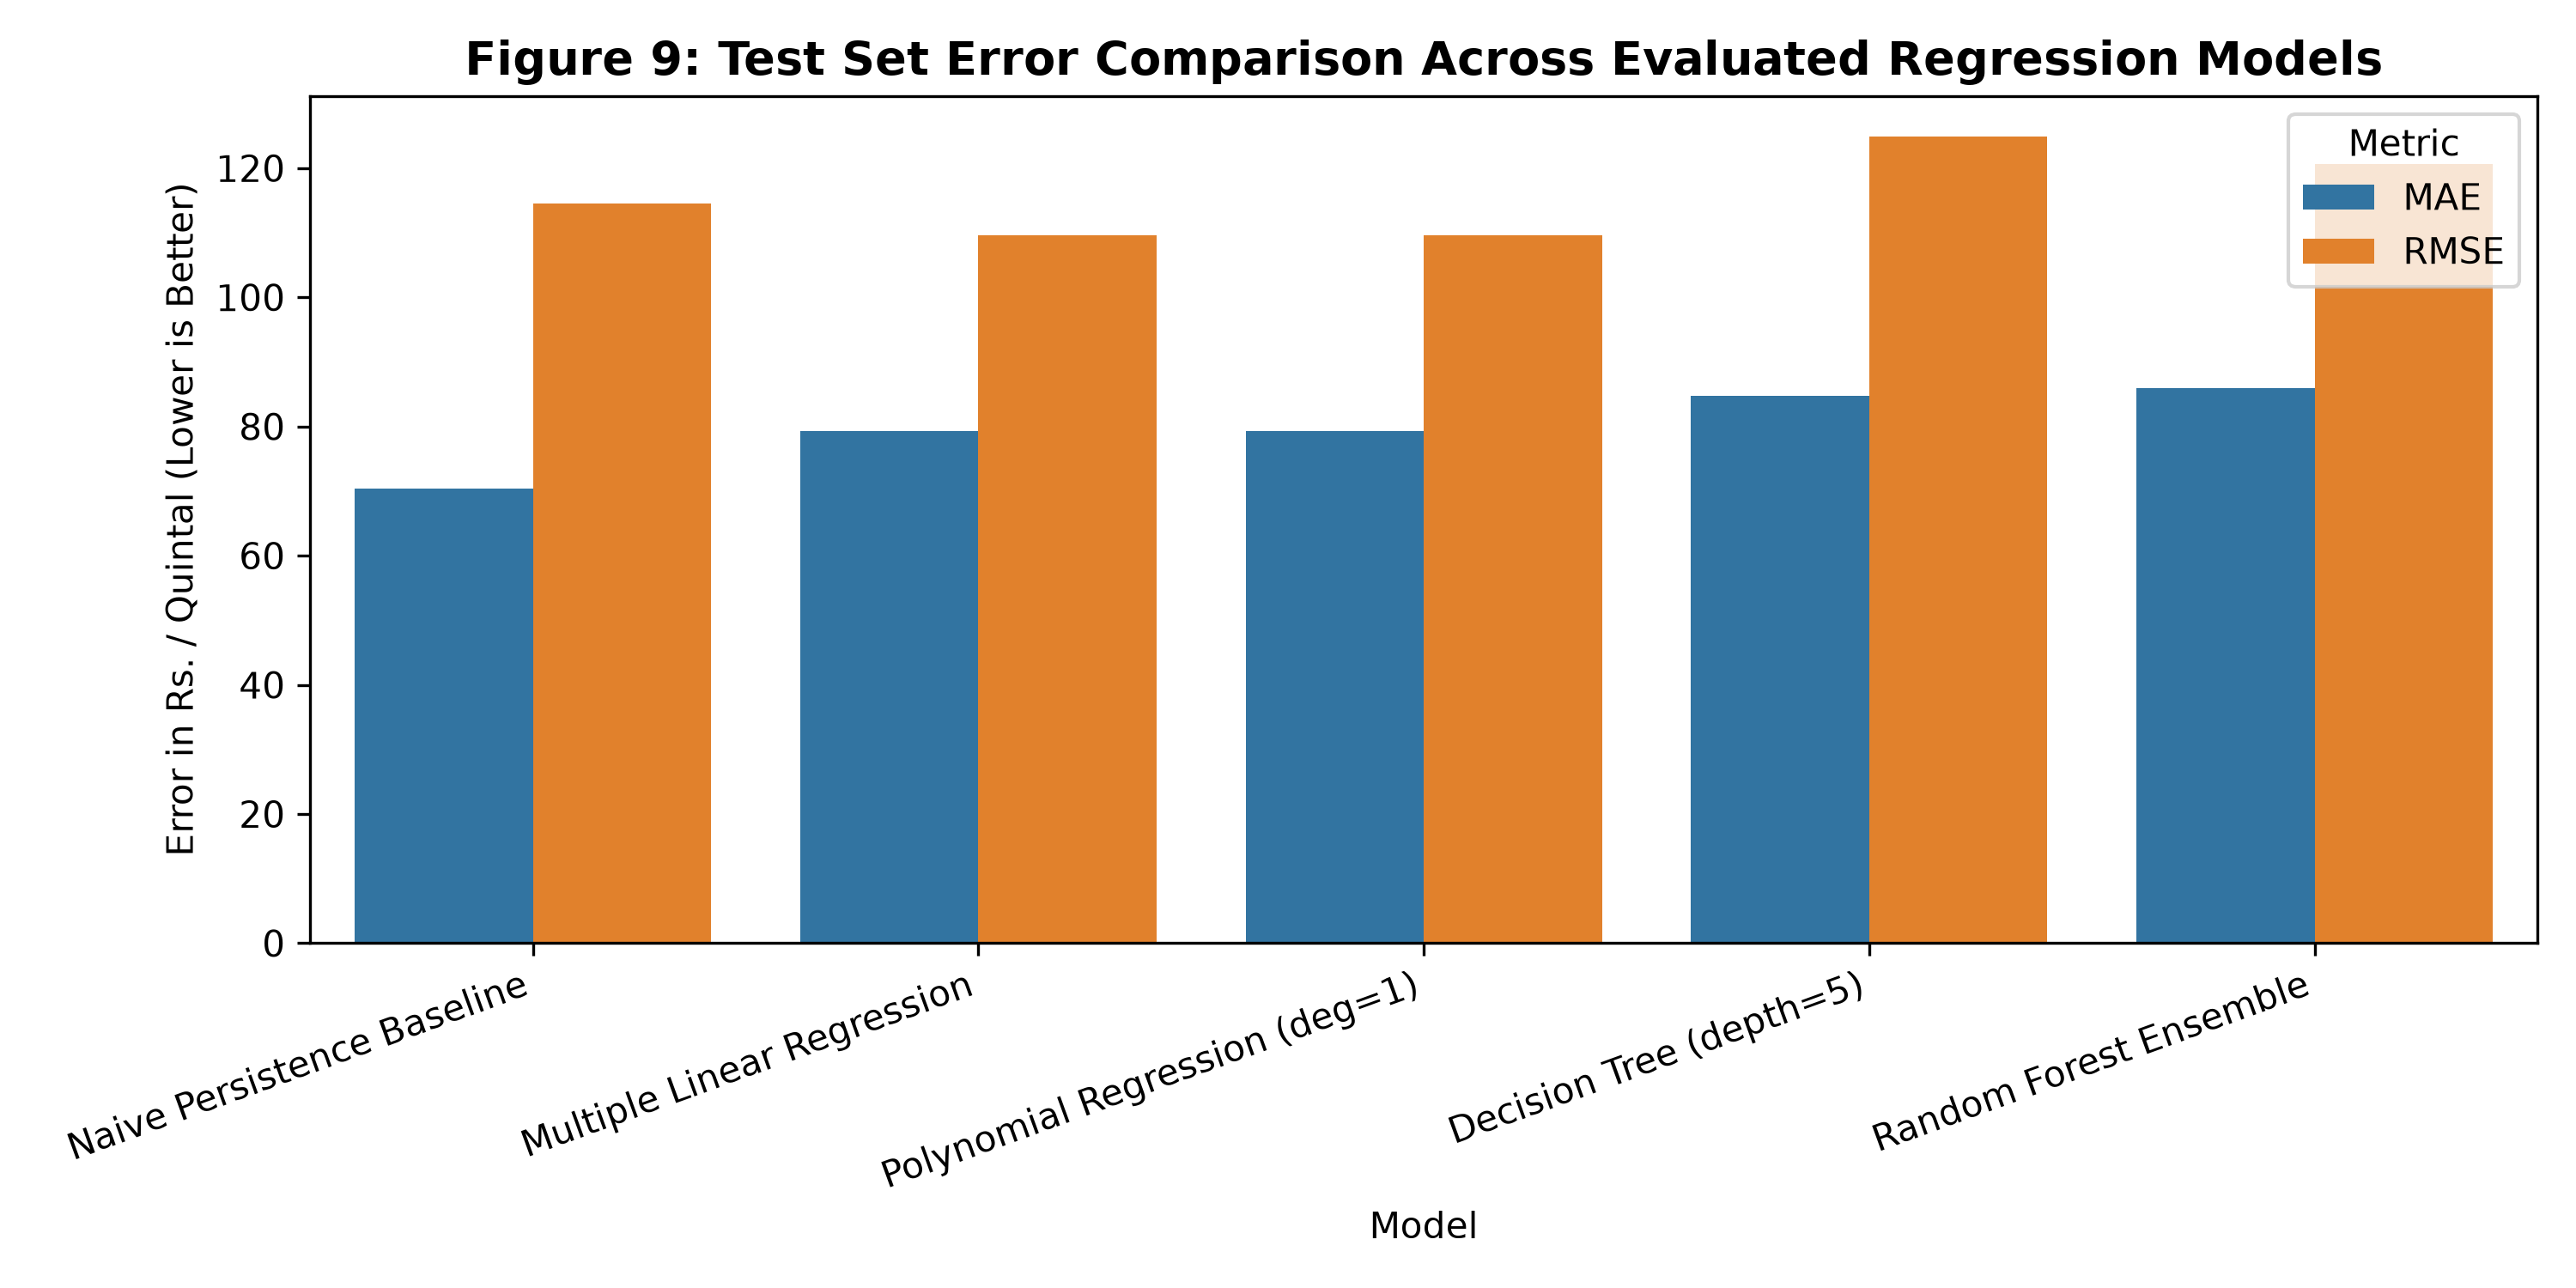 Figure 9: Test Set Error Comparison Across Evaluated Regression Models
Error in Rs. / Quintal (Lower is Better)
120
100
80
60
40
20
0
Metric
MAE
RMSE
Naive Persistence Baseline
Multiple Linear Regression
Polynomial Regression (deg=1)
Decision Tree (depth=5)
Random Forest Ensemble
Model